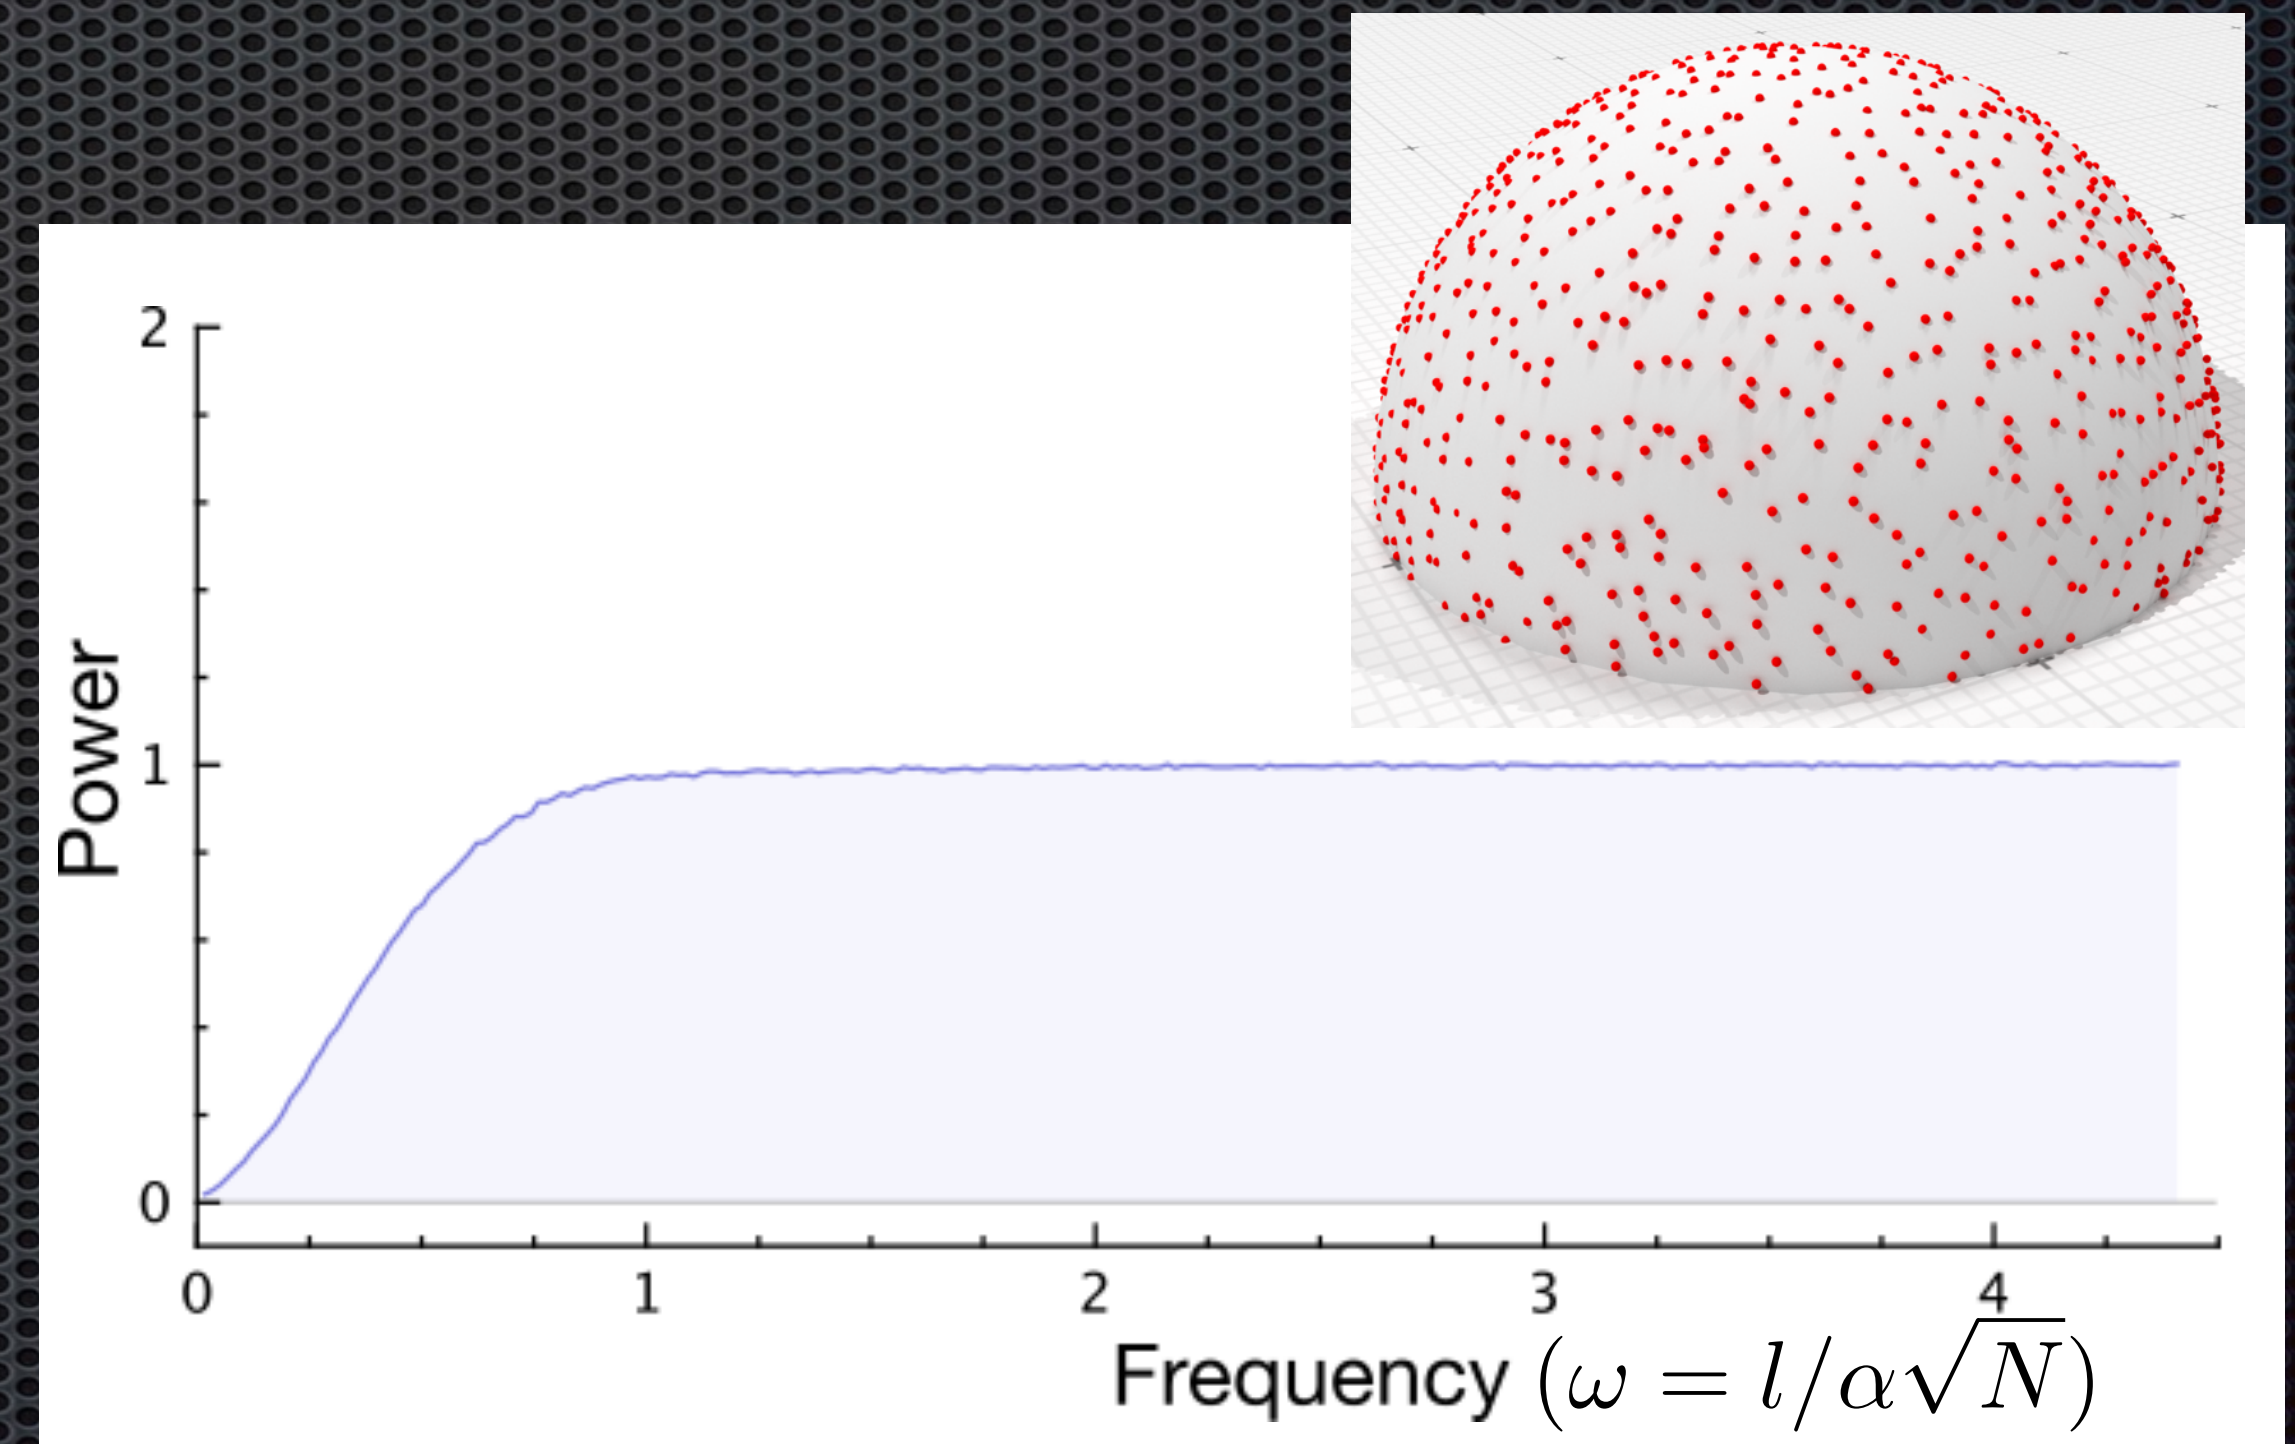 2
Power
1
0
0 1 2 3 4
Frequency (ω = l/α√N)